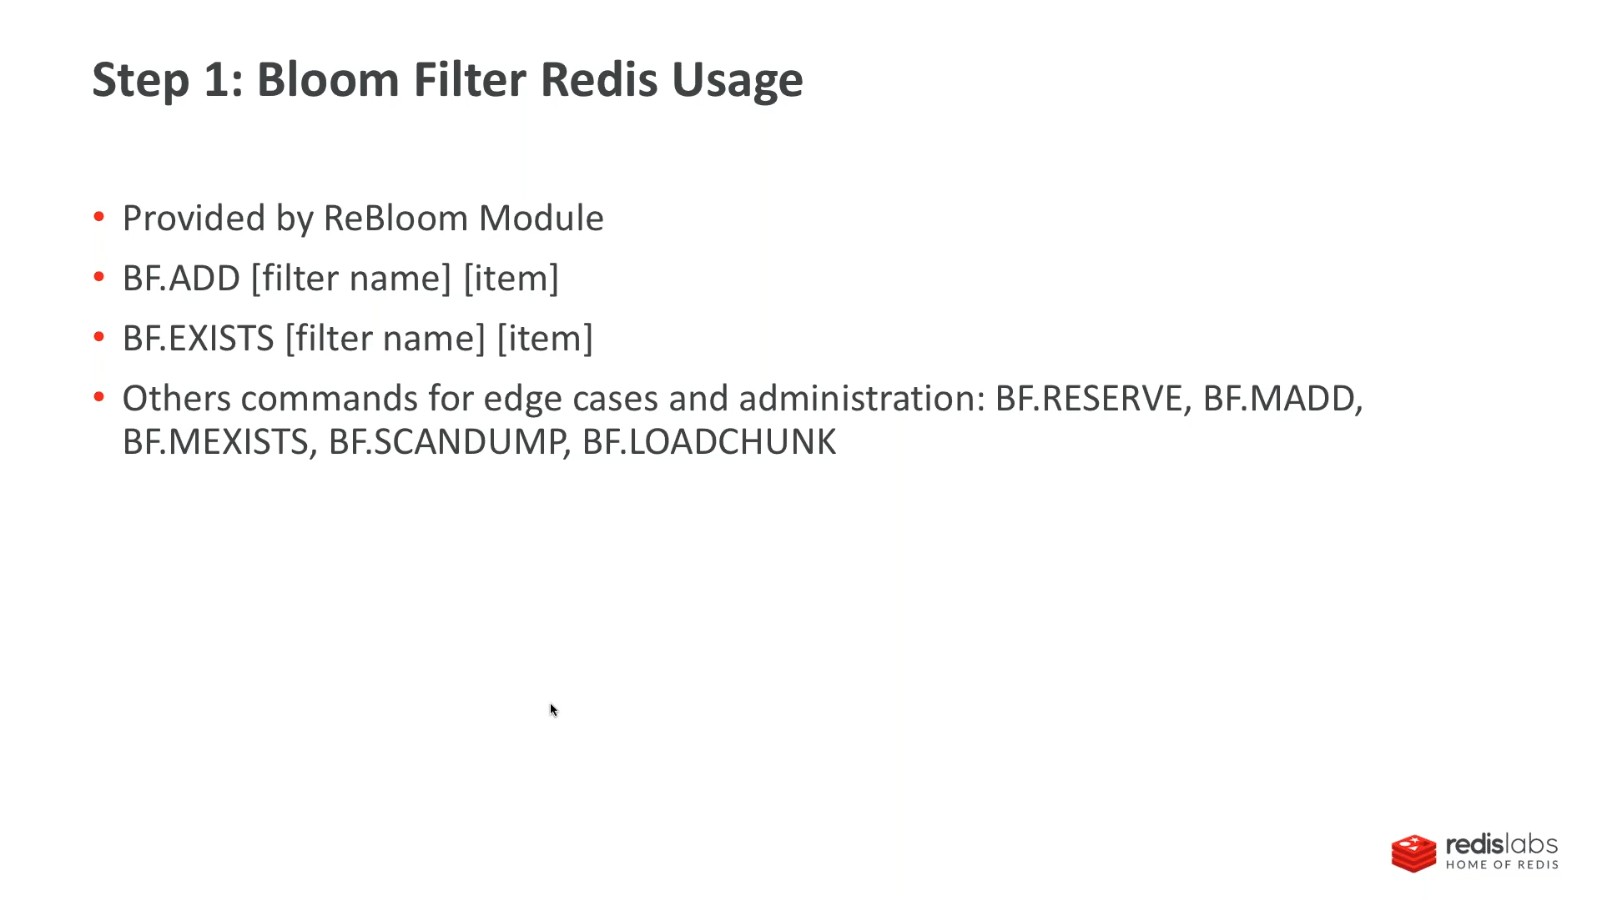 Step 1: Bloom Filter Redis Usage
• Provided by ReBloom Module
• BF.ADD [filter name] [item]
• BF.EXISTS [filter name] [item]
• Others commands for edge cases and administration: BF.RESERVE, BF.MADD,
BF.MEXISTS, BF.SCANDUMP, BF.LOADCHUNK
redislabs
HOME OF REDIS